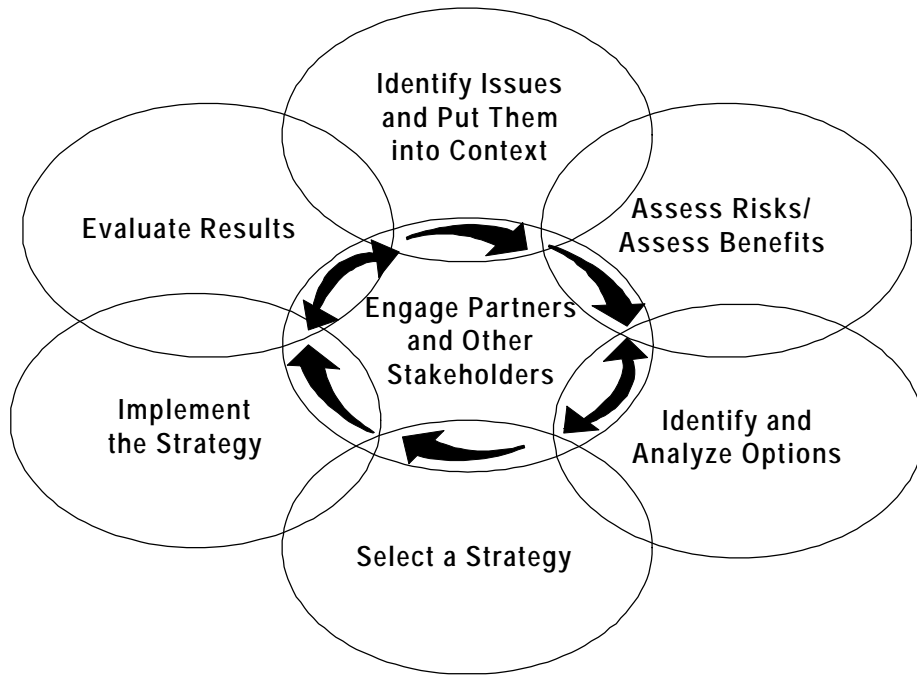 Identify Issues
and Put Them
into Context
Assess Risks/
Assess Benefits
Identify and
Analyze Options
Select a Strategy
Implement
the Strategy
Evaluate Results
Engage Partners
and Other
Stakeholders